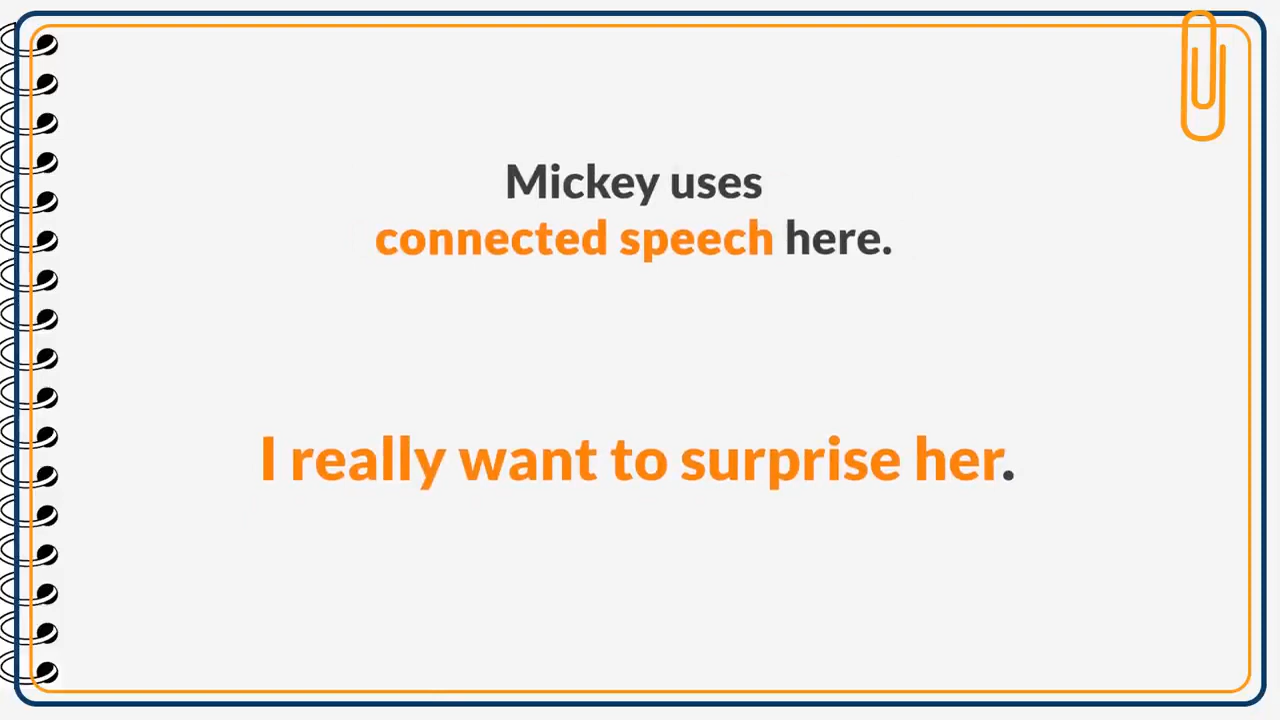 Mickey uses
connected speech here.
I really want to surprise her.